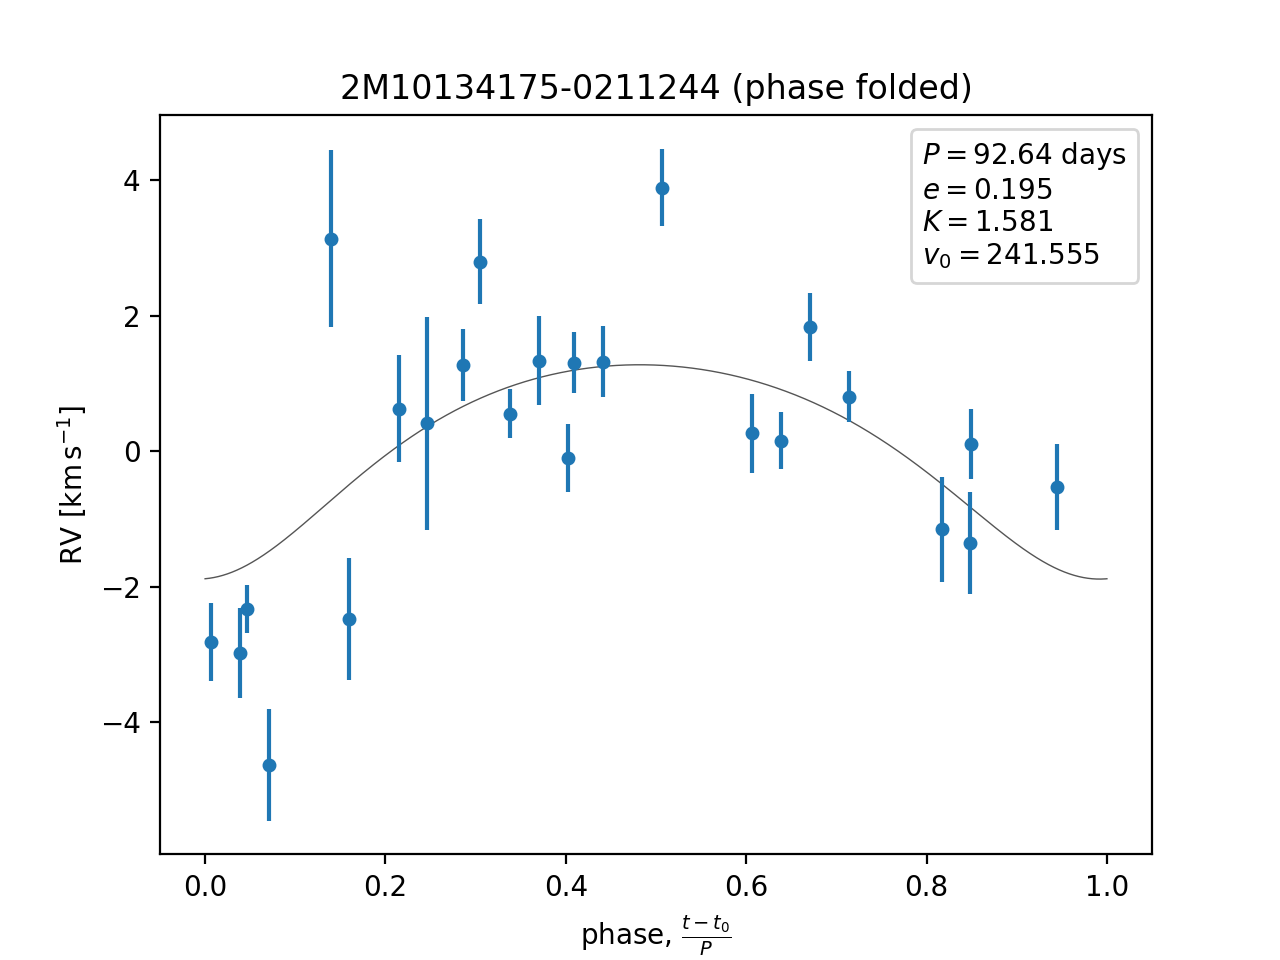 2M10134175-0211244 (phase folded)
P = 92.64 days
e = 0.195
K = 1.581
v₀ = 241.555
4
2
0
−2
−4
RV [km s⁻¹]
0.0 0.2 0.4 0.6 0.8 1.0
phase, (t − t₀)/P